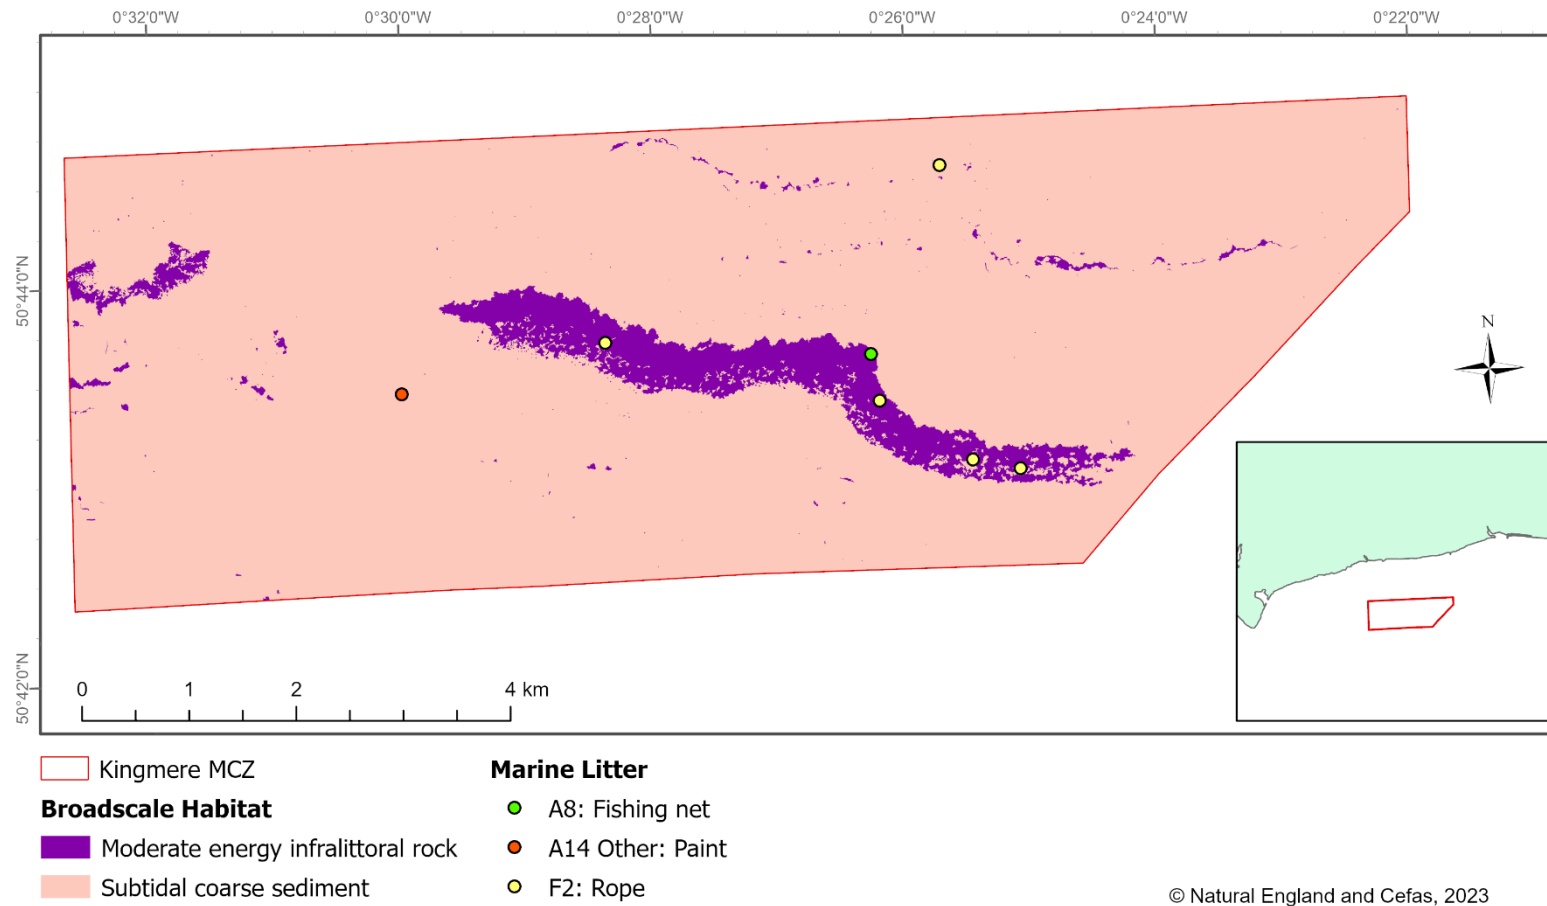 0°32'0"W 0°30'0"W 0°28'0"W 0°26'0"W 0°24'0"W 0°22'0"W
50°44'0"N
N
50°42'0"N
0 1 2 4 km
Kingmere MCZ
Broadscale Habitat
Moderate energy infralittoral rock
Subtidal coarse sediment
Marine Litter
A8: Fishing net
A14 Other: Paint
F2: Rope
© Natural England and Cefas, 2023